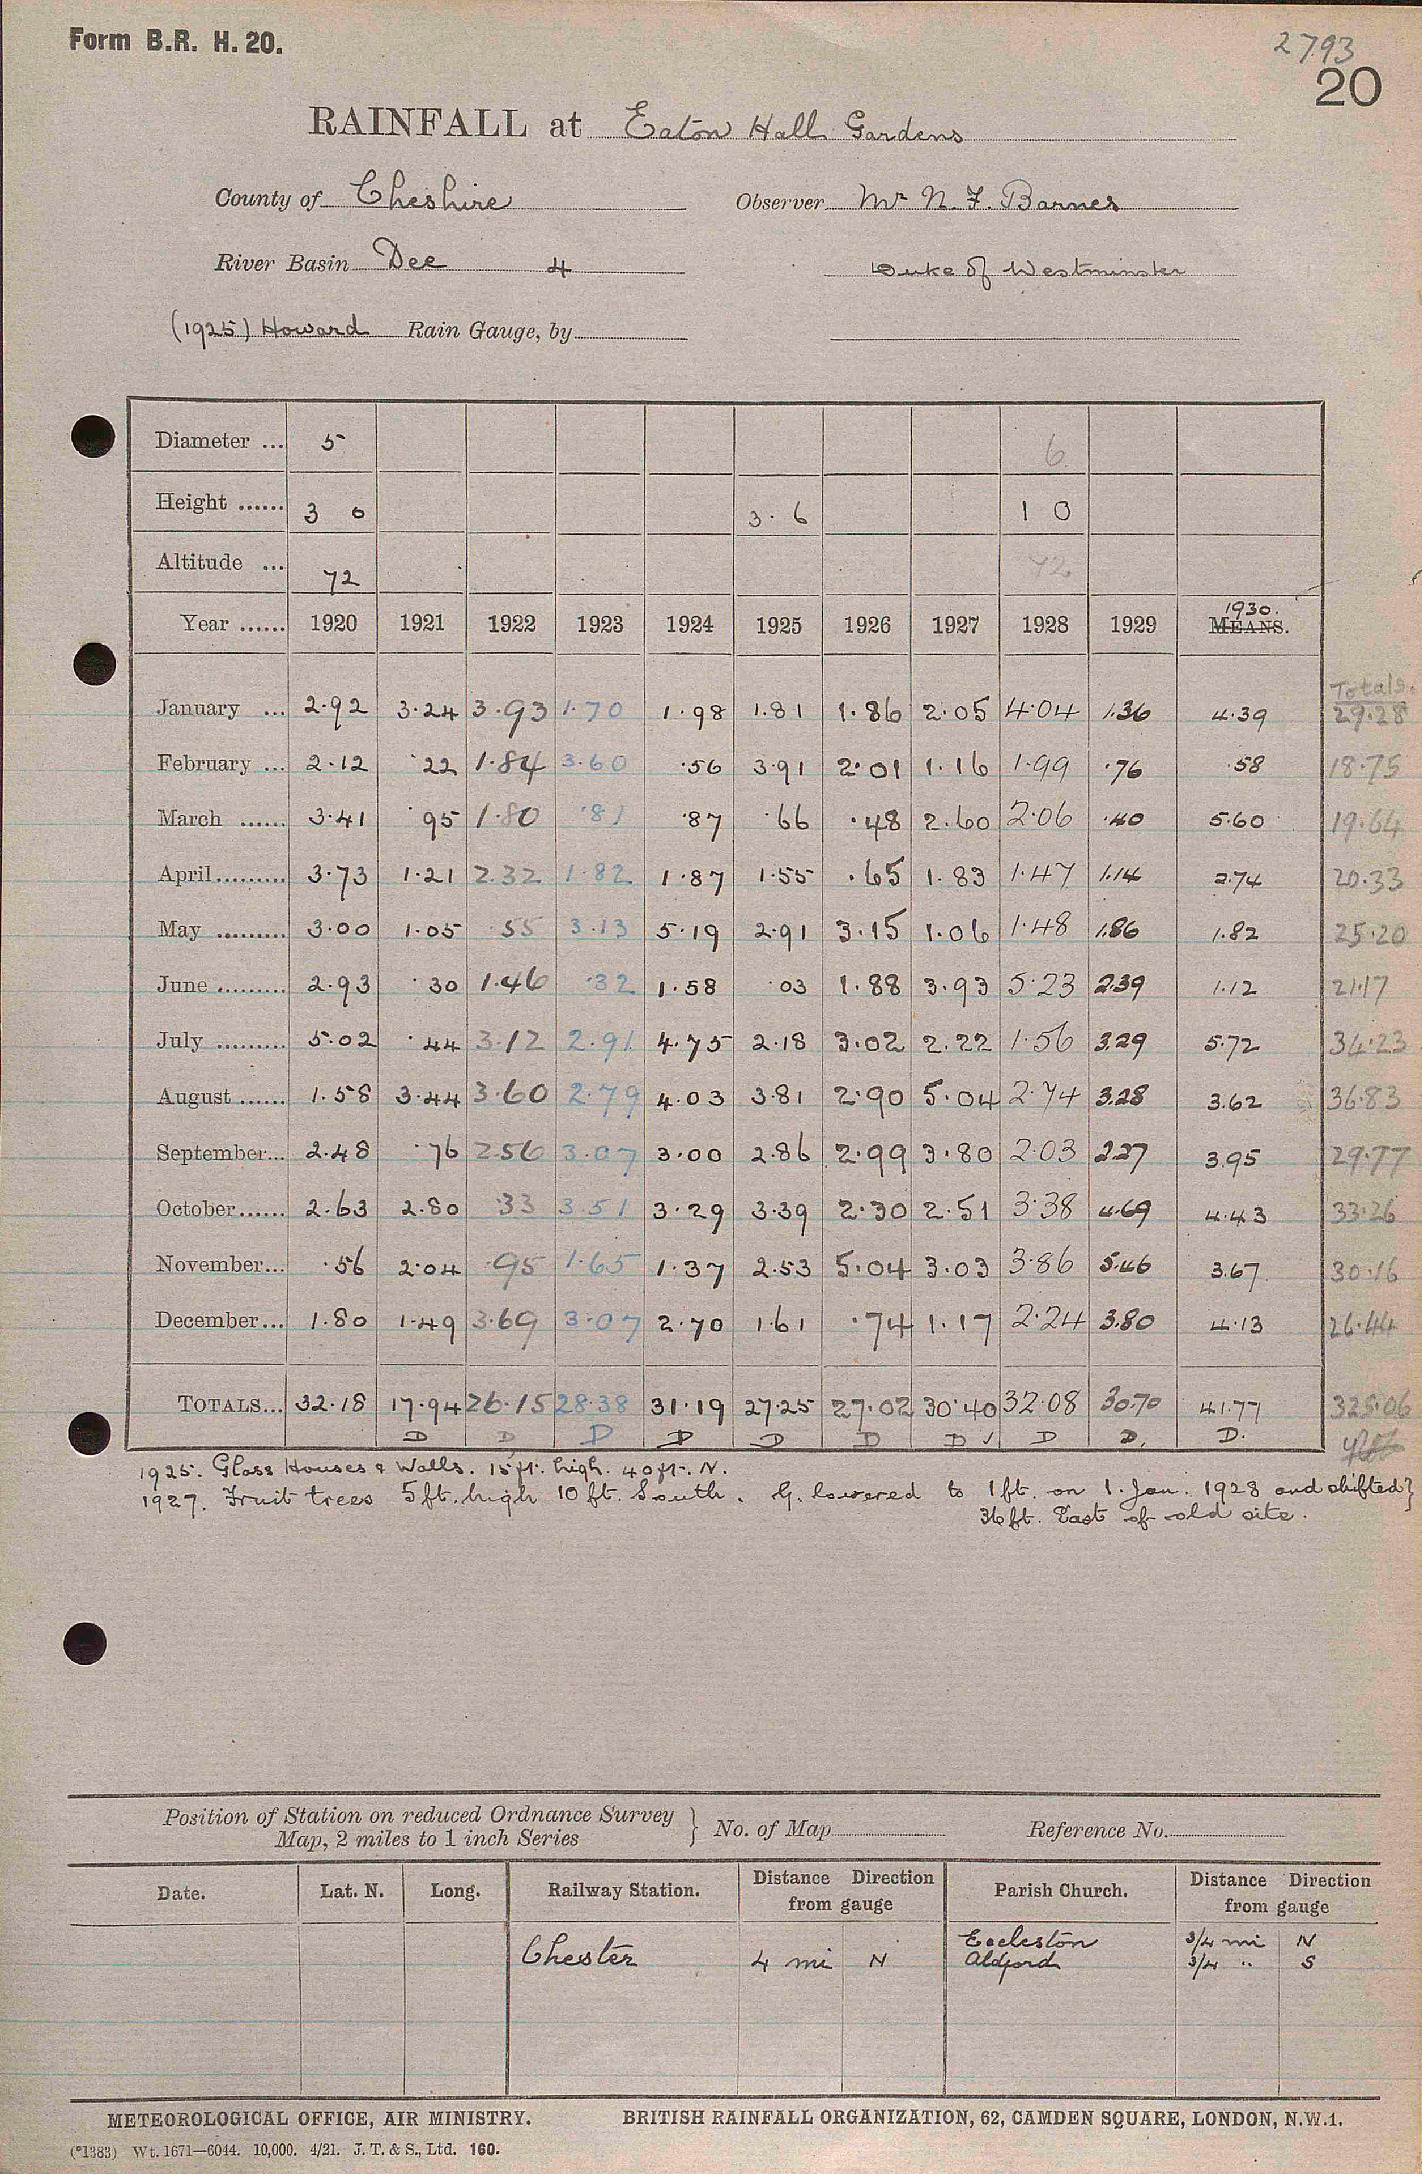 Form B.R. H. 20.
2793
20
RAINFALL at Eaton Hall Gardens
County of Cheshire Observer Mr N. F. Barnes
River Basin Dee 4 Duke of Westminster
(1925) Howard Rain Gauge, by
Diameter ... 5 6
Height ...... 3 0 3. 6 1 0
Altitude ... 72 72
1930.
Year ...... 1920 1921 1922 1923 1924 1925 1926 1927 1928 1929 MEANS.
Totals.
January ... 2.92 3.24 3.93 1.70 1.98 1.81 1.86 2.05 4.04 1.36 4.39 29.28
February ... 2.12 .22 1.84 3.60 .56 3.91 2.01 1.16 1.99 .76 .58 18.75
March ...... 3.41 .95 1.80 .81 .87 .66 .48 2.60 2.06 .40 5.60 19.64
April......... 3.73 1.21 2.32 1.82 1.87 1.55 .65 1.83 1.47 1.14 2.74 20.33
May ......... 3.00 1.05 .55 3.13 5.19 2.91 3.15 1.06 1.48 1.86 1.82 25.20
June ......... 2.93 .30 1.46 .32 1.58 .03 1.88 3.93 5.23 2.39 1.12 21.17
July ......... 5.02 .44 3.12 2.91 4.75 2.18 3.02 2.22 1.56 3.29 5.72 34.23
August ...... 1.58 3.44 3.60 2.79 4.03 3.81 2.90 5.04 2.74 3.28 3.62 36.83
September... 2.48 .76 2.56 3.07 3.00 2.86 2.99 3.80 2.03 2.27 3.95 29.77
October...... 2.63 2.80 .33 3.51 3.29 3.39 2.30 2.51 3.38 4.69 4.43 33.26
November... .56 2.04 .95 1.65 1.37 2.53 5.04 3.03 3.86 5.46 3.67 30.16
December... 1.80 1.49 3.69 3.07 2.70 1.61 .74 1.17 2.24 3.80 4.13 26.44
TOTALS... 32.18 17.94 26.15 28.38 31.19 27.25 27.02 30.40 32.08 30.70 41.77 325.06
D D D D D D D ✓ D D. D.
1925. Glass Houses & Walls. 15 ft. high. 40 ft. N.
1927. Fruit trees 5 ft. high 10 ft. South. G. lowered to 1 ft. on 1. Jan. 1928 and shifted }
36 ft. East of old site.
Position of Station on reduced Ordnance Survey
Map, 2 miles to 1 inch Series } No. of Map Reference No.
Date. Lat. N. Long. Railway Station. Distance Direction from gauge Parish Church. Distance Direction from gauge
Chester 4 mi N Eccleston 3/4 mi N
Aldford 3/4 " S
METEOROLOGICAL OFFICE, AIR MINISTRY. BRITISH RAINFALL ORGANIZATION, 62, CAMDEN SQUARE, LONDON, N.W.1.
(*1383) Wt. 1671—6044. 10,000. 4/21. J. T. & S., Ltd. 160.